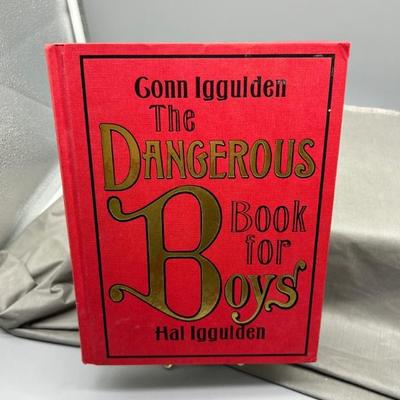 Conn Iggulden
The
DANGEROUS
Book
for
Boys
Hal Iggulden